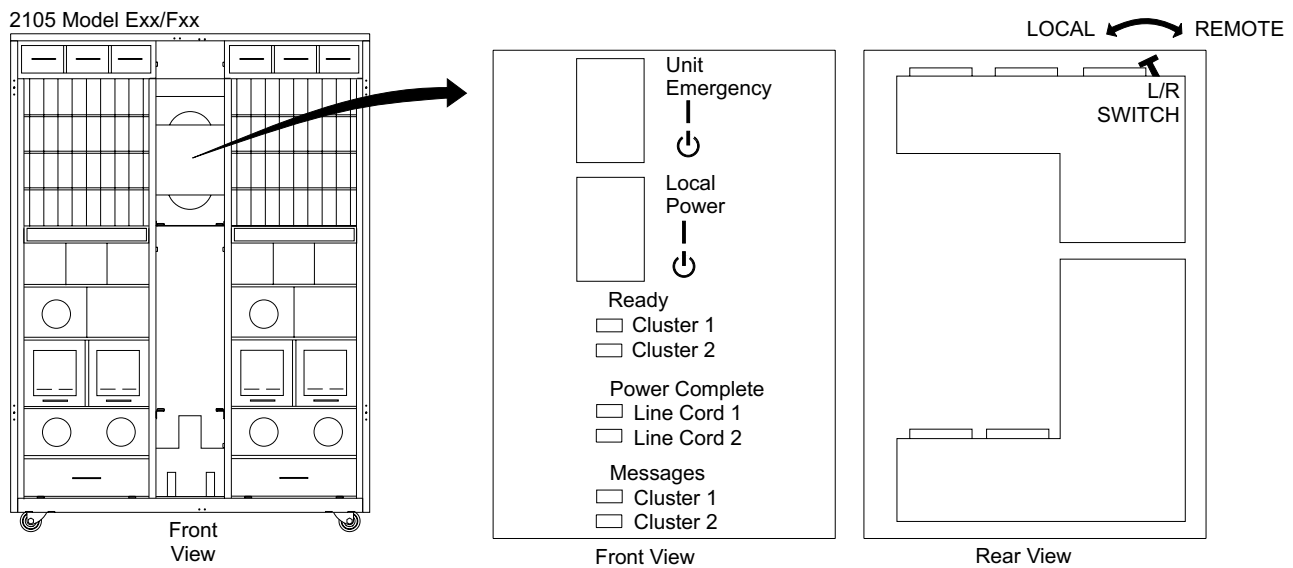 2105 Model Exx/Fxx
Front
View
Unit
Emergency
Local
Power
Ready
Cluster 1
Cluster 2
Power Complete
Line Cord 1
Line Cord 2
Messages
Cluster 1
Cluster 2
Front View
LOCAL REMOTE
L/R
SWITCH
Rear View